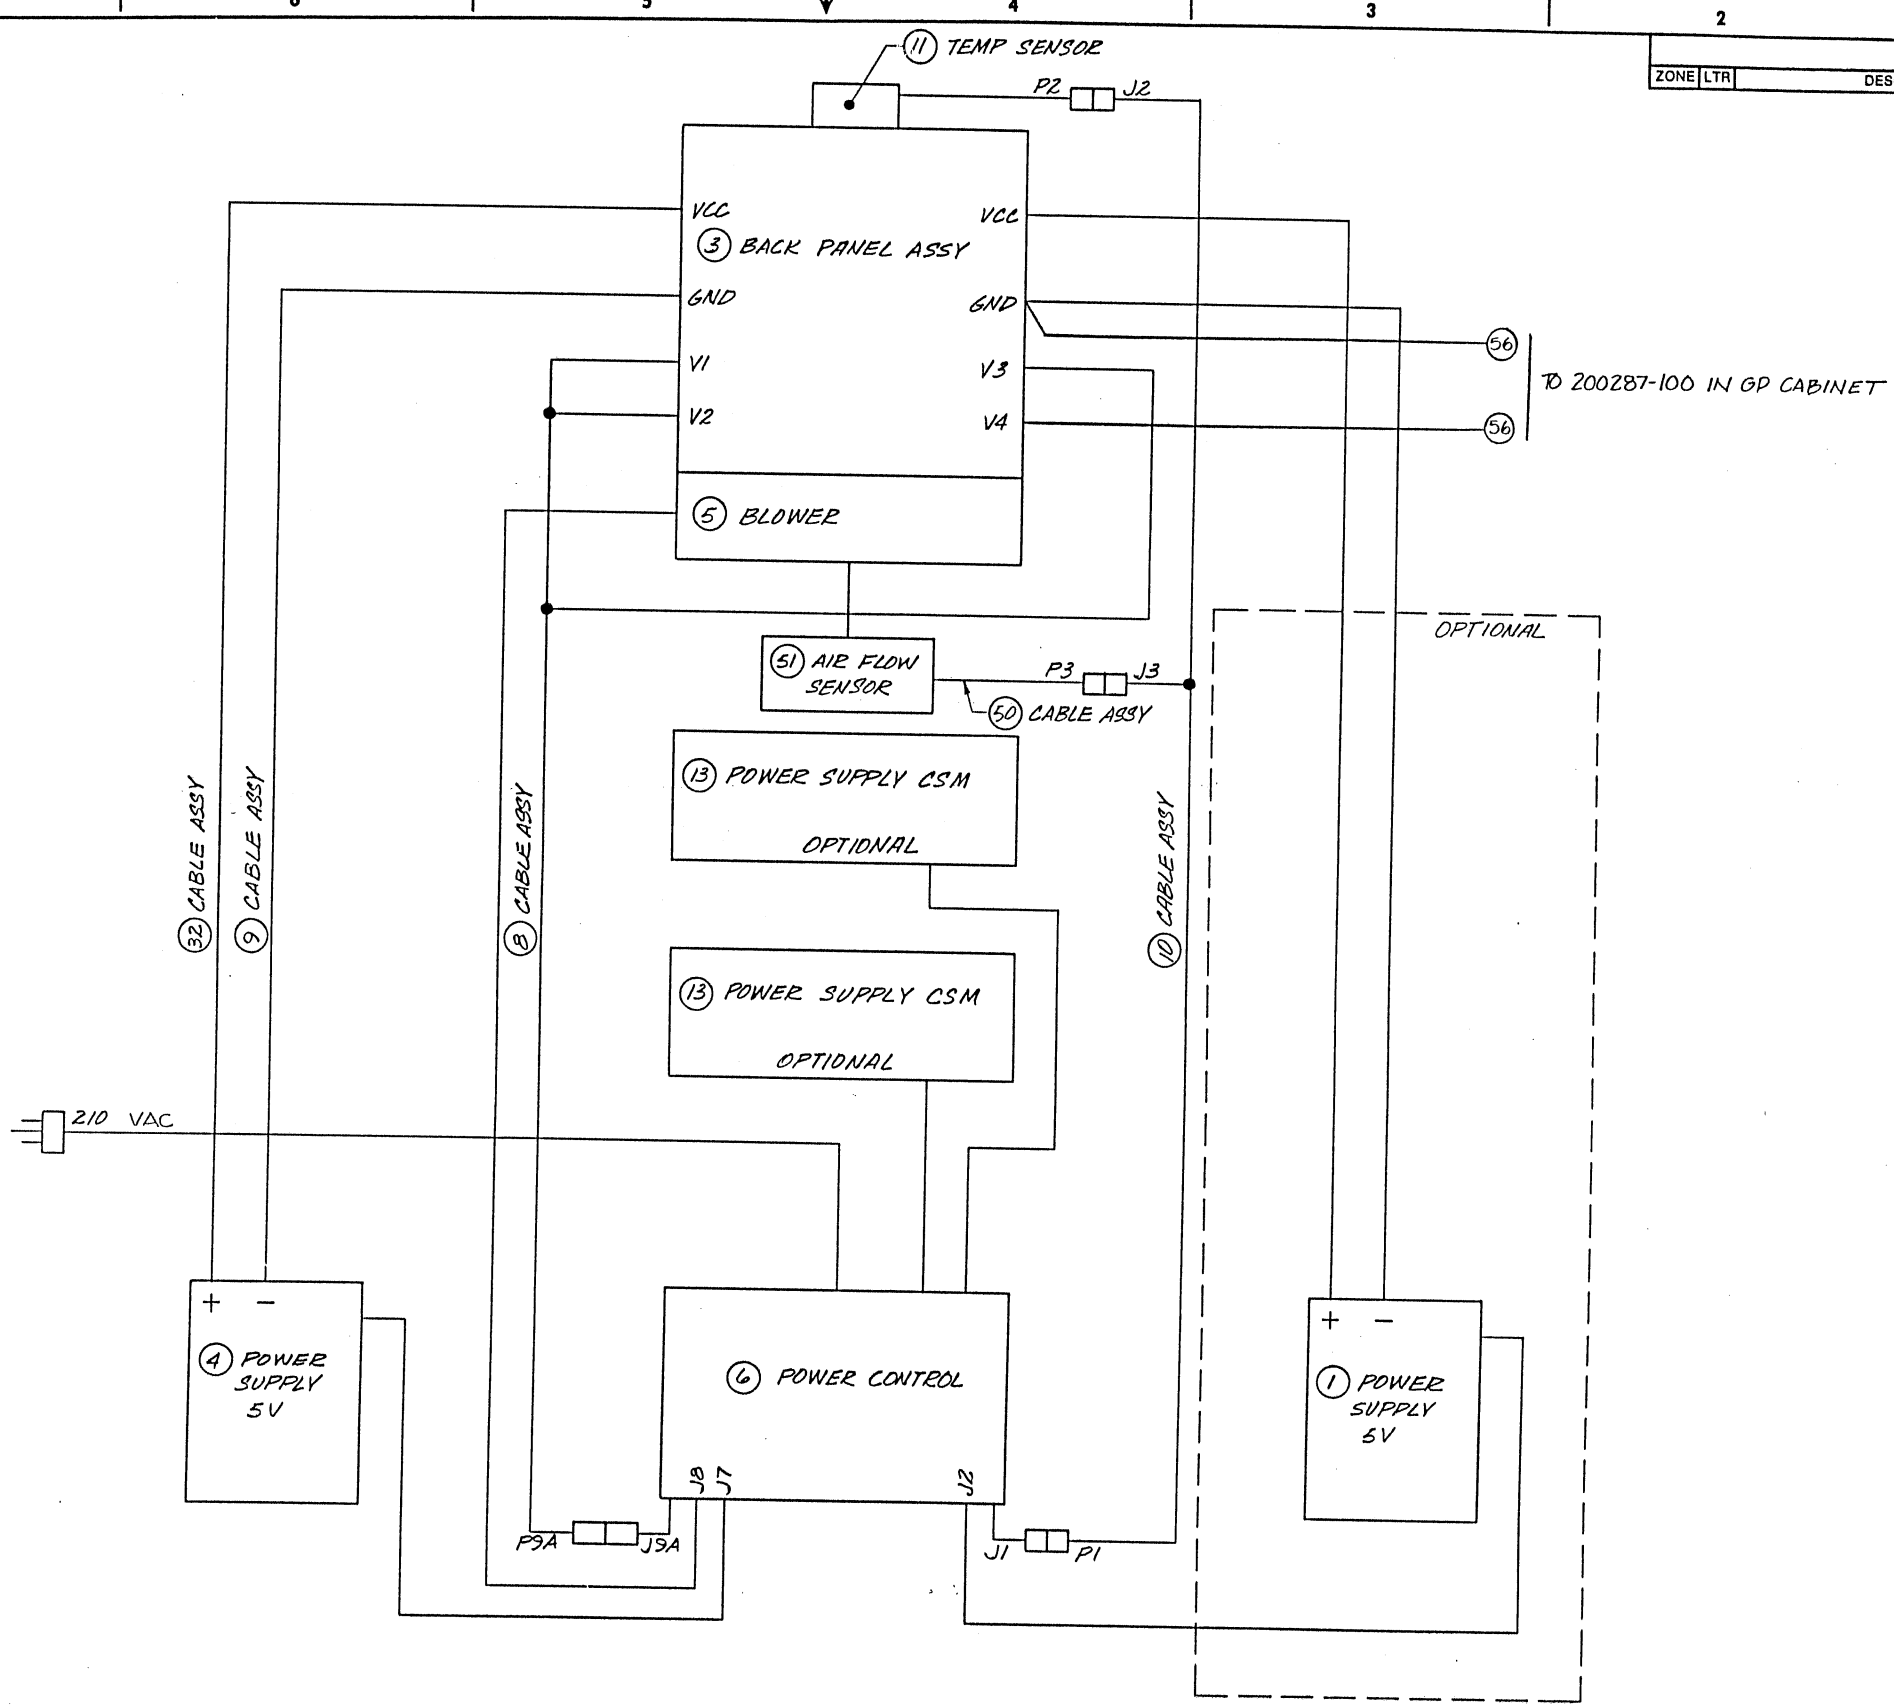 6 5 4 3 2
ZONE LTR DES
11 TEMP SENSOR
P2 J2
VCC VCC
3 BACK PANEL ASSY
GND GND
V1 V3
V2 V4
56
TO 200287-100 IN GP CABINET
56
5 BLOWER
OPTIONAL
51 AIR FLOW
SENSOR
P3 J3
50 CABLE ASSY
13 POWER SUPPLY CSM
OPTIONAL
32 CABLE ASSY
9 CABLE ASSY
8 CABLE ASSY
10 CABLE ASSY
13 POWER SUPPLY CSM
OPTIONAL
210 VAC
+ −
4 POWER
SUPPLY
5V
6 POWER CONTROL
J8
J7
J2
+ −
1 POWER
SUPPLY
5V
P9A J9A
J1 P1